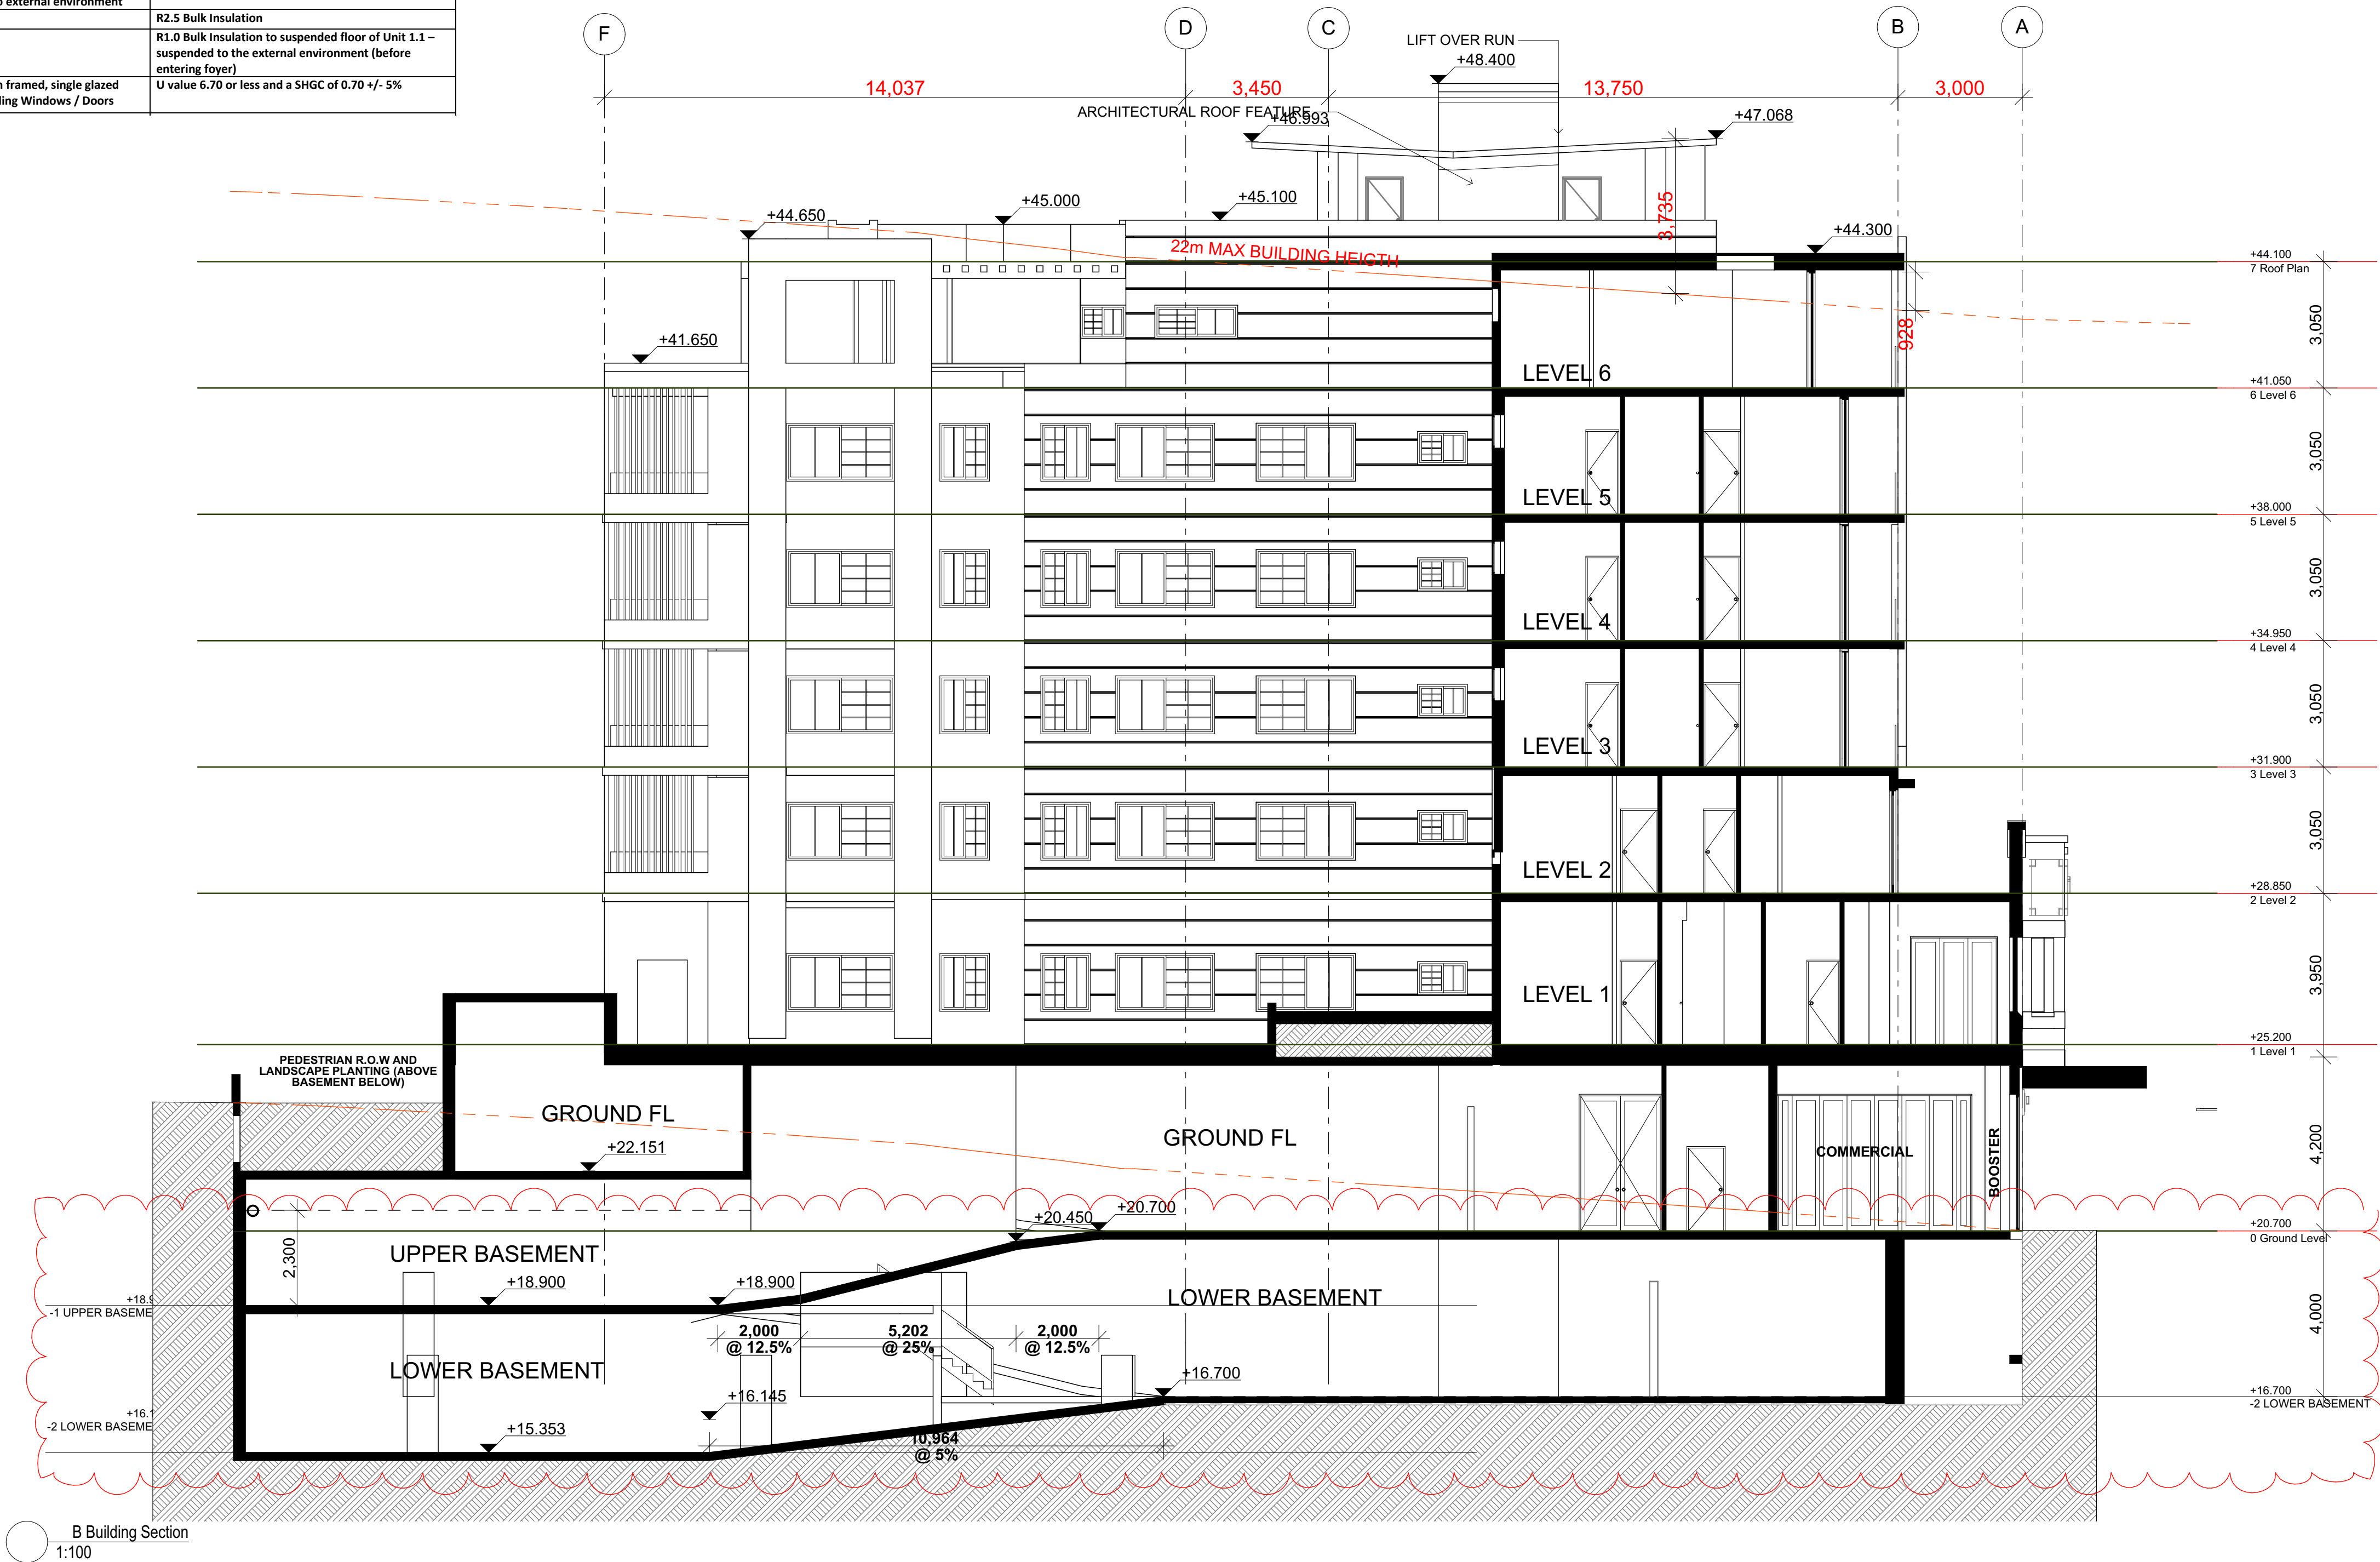 o external environment
R2.5 Bulk Insulation
R1.0 Bulk Insulation to suspended floor of Unit 1.1 –
suspended to the external environment (before
entering foyer)
framed, single glazed
U value 6.70 or less and a SHGC of 0.70 +/- 5%
ling Windows / Doors
F
D
C
B
A
LIFT OVER RUN
+48.400
14,037
3,450
13,750
3,000
ARCHITECTURAL ROOF FEATURE
+46.993
+47.068
+45.000
+45.100
+44.650
3,735
+44.300
22m MAX BUILDING HEIGTH
+44.100
7 Roof Plan
3,050
928
+41.650
LEVEL 6
+41.050
6 Level 6
3,050
LEVEL 5
+38.000
5 Level 5
3,050
LEVEL 4
+34.950
4 Level 4
3,050
LEVEL 3
+31.900
3 Level 3
3,050
LEVEL 2
+28.850
2 Level 2
3,950
LEVEL 1
+25.200
1 Level 1
PEDESTRIAN R.O.W AND
LANDSCAPE PLANTING (ABOVE
BASEMENT BELOW)
GROUND FL
GROUND FL
+22.151
COMMERCIAL
BOOSTER
4,200
+20.450
+20.700
+20.700
0 Ground Level
2,300
UPPER BASEMENT
+18.900
+18.900
LOWER BASEMENT
+18.9
-1 UPPER BASEME
4,000
2,000
@ 12.5%
5,202
@ 25%
2,000
@ 12.5%
LOWER BASEMENT
+16.145
+16.700
+16.700
-2 LOWER BASEMENT
+16.1
-2 LOWER BASEME
+15.353
10,964
@ 5%
B Building Section
1:100